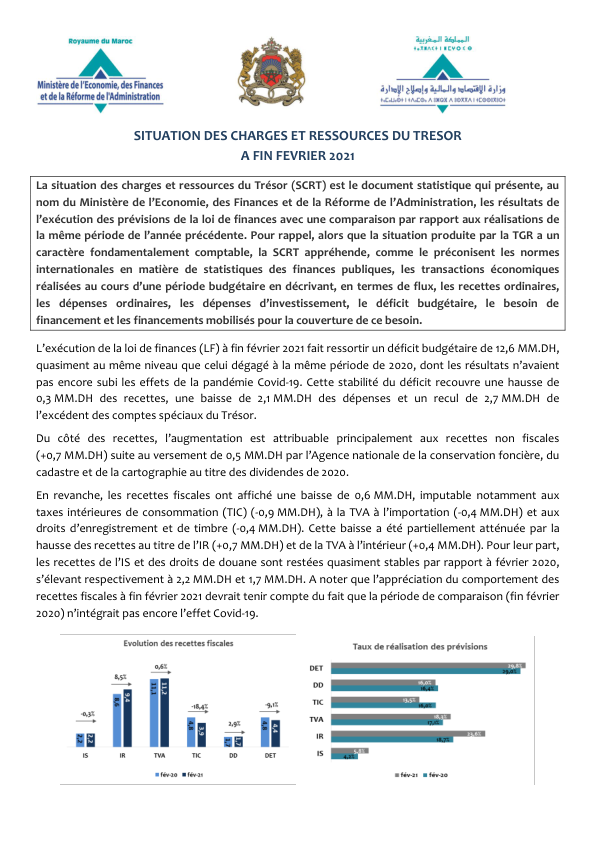 Royaume du Maroc
Ministère de l'Economie, des Finances
et de la Réforme de l'Administration
المملكة المغربية
وزارة الاقتصاد والمالية وإصلاح الإدارة
SITUATION DES CHARGES ET RESSOURCES DU TRESOR
A FIN FEVRIER 2021
La situation des charges et ressources du Trésor (SCRT) est le document statistique qui présente, au
nom du Ministère de l'Economie, des Finances et de la Réforme de l'Administration, les résultats de
l'exécution des prévisions de la loi de finances avec une comparaison par rapport aux réalisations de
la même période de l'année précédente. Pour rappel, alors que la situation produite par la TGR a un
caractère fondamentalement comptable, la SCRT appréhende, comme le préconisent les normes
internationales en matière de statistiques des finances publiques, les transactions économiques
réalisées au cours d'une période budgétaire en décrivant, en termes de flux, les recettes ordinaires,
les dépenses ordinaires, les dépenses d'investissement, le déficit budgétaire, le besoin de
financement et les financements mobilisés pour la couverture de ce besoin.
L'exécution de la loi de finances (LF) à fin février 2021 fait ressortir un déficit budgétaire de 12,6 MM.DH,
quasiment au même niveau que celui dégagé à la même période de 2020, dont les résultats n'avaient
pas encore subi les effets de la pandémie Covid-19. Cette stabilité du déficit recouvre une hausse de
0,3 MM.DH des recettes, une baisse de 2,1 MM.DH des dépenses et un recul de 2,7 MM.DH de
l'excédent des comptes spéciaux du Trésor.
Du côté des recettes, l'augmentation est attribuable principalement aux recettes non fiscales
(+0,7 MM.DH) suite au versement de 0,5 MM.DH par l'Agence nationale de la conservation foncière, du
cadastre et de la cartographie au titre des dividendes de 2020.
En revanche, les recettes fiscales ont affiché une baisse de 0,6 MM.DH, imputable notamment aux
taxes intérieures de consommation (TIC) (-0,9 MM.DH), à la TVA à l'importation (-0,4 MM.DH) et aux
droits d'enregistrement et de timbre (-0,4 MM.DH). Cette baisse a été partiellement atténuée par la
hausse des recettes au titre de l'IR (+0,7 MM.DH) et de la TVA à l'intérieur (+0,4 MM.DH). Pour leur part,
les recettes de l'IS et des droits de douane sont restées quasiment stables par rapport à février 2020,
s'élevant respectivement à 2,2 MM.DH et 1,7 MM.DH. A noter que l'appréciation du comportement des
recettes fiscales à fin février 2021 devrait tenir compte du fait que la période de comparaison (fin février
2020) n'intégrait pas encore l'effet Covid-19.
Evolution des recettes fiscales
-0,3% 8,5% 0,6% -18,4% 2,9% -9,1%
2,2 2,2 8,6 9,4 11,1 11,2 4,8 3,9 1,7 1,7 4,8 4,4
IS IR TVA TIC DD DET
fév-20 fév-21
Taux de réalisation des prévisions
DET
DD 16,0% 16,4%
TIC 13,5% 16,0%
TVA
IR 18,7%
IS
fév-21 fév-20